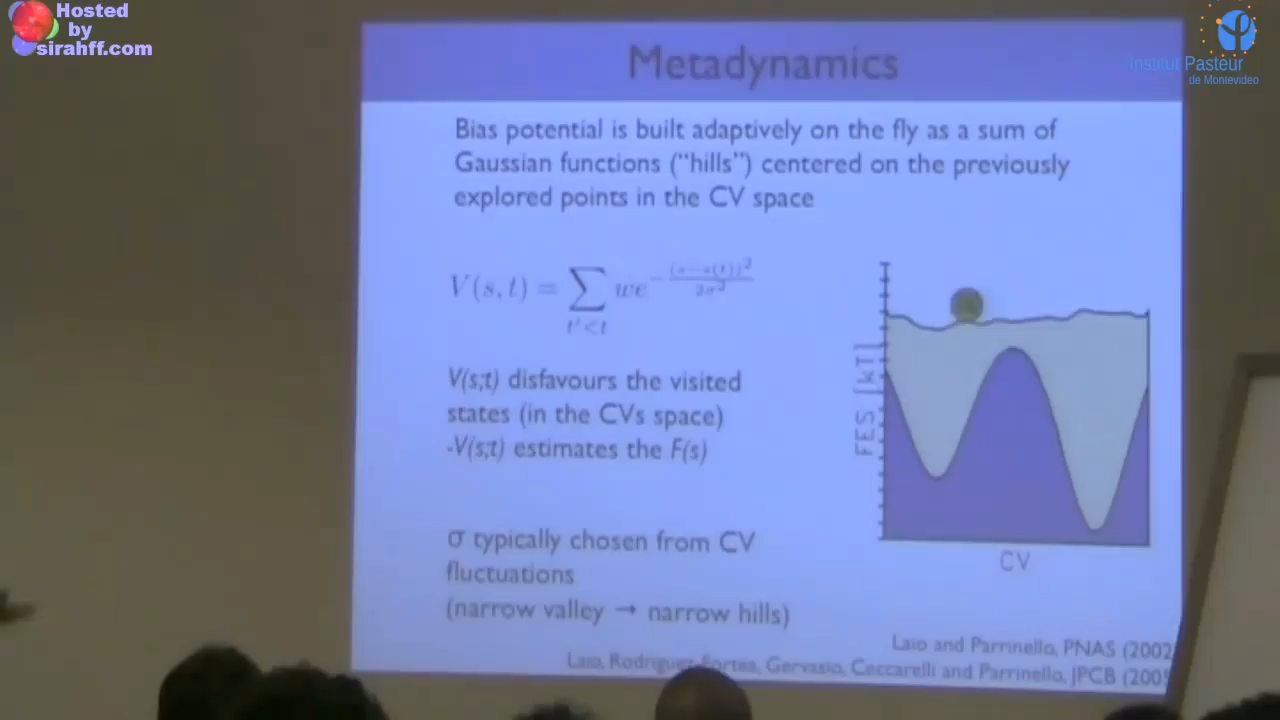 Hosted
by
sirahff.com
Institut Pasteur
de Montevideo
Metadynamics
Bias potential is built adaptively on the fly as a sum of
Gaussian functions ("hills") centered on the previously
explored points in the CV space
V(s,t) = ∑ t'<t we^−(s−s(t'))²/2σ²
V(s;t) disfavours the visited
states (in the CVs space)
-V(s;t) estimates the F(s)
σ typically chosen from CV
fluctuations
(narrow valley → narrow hills)
FES [kT]
CV
Laio and Parrinello, PNAS (2002
Laio, Rodriguez-Fortea, Gervasio, Ceccarelli and Parrinello, JPCB (200